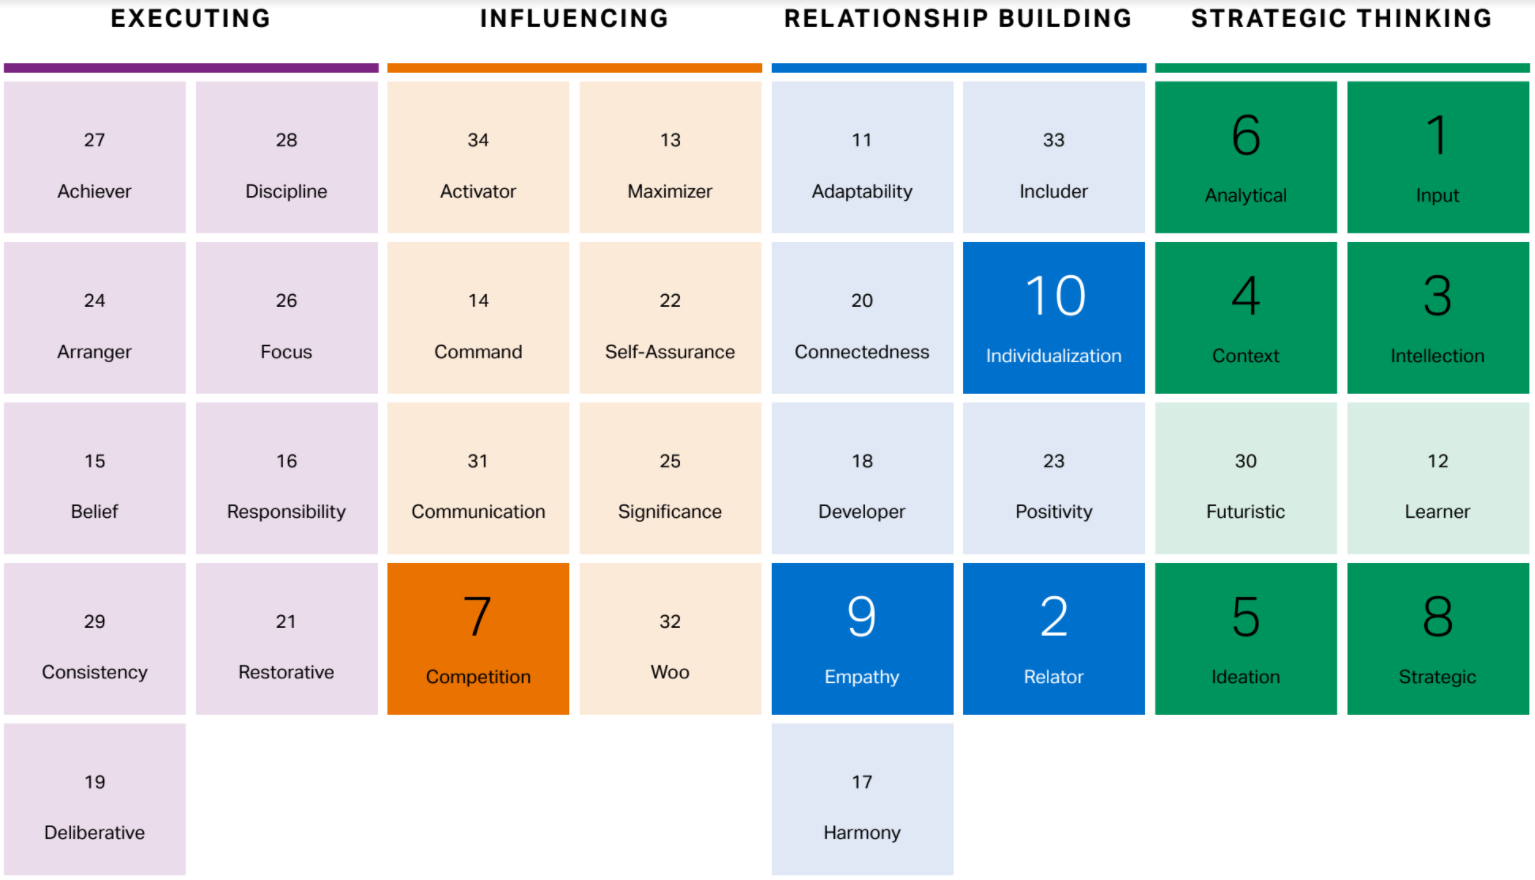 EXECUTING INFLUENCING RELATIONSHIP BUILDING STRATEGIC THINKING
27 28 34 13 11 33 6 1
Achiever Discipline Activator Maximizer Adaptability Includer Analytical Input
24 26 14 22 20 10 4 3
Arranger Focus Command Self-Assurance Connectedness Individualization Context Intellection
15 16 31 25 18 23 30 12
Belief Responsibility Communication Significance Developer Positivity Futuristic Learner
29 21 7 32 9 2 5 8
Consistency Restorative Competition Woo Empathy Relator Ideation Strategic
19 17
Deliberative Harmony